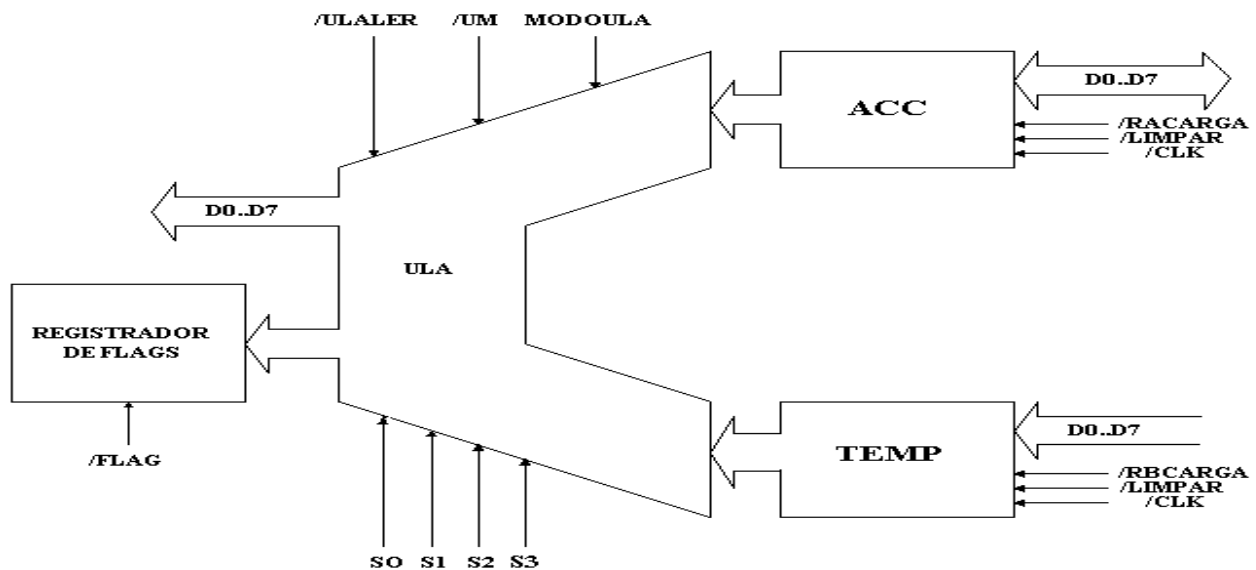 /ULALER /UM MODOULA
D0..D7
ACC
/RACARGA
/LIMPAR
/CLK
D0..D7
ULA
REGISTRADOR
DE FLAGS
/FLAG
D0..D7
TEMP
/RBCARGA
/LIMPAR
/CLK
SO S1 S2 S3